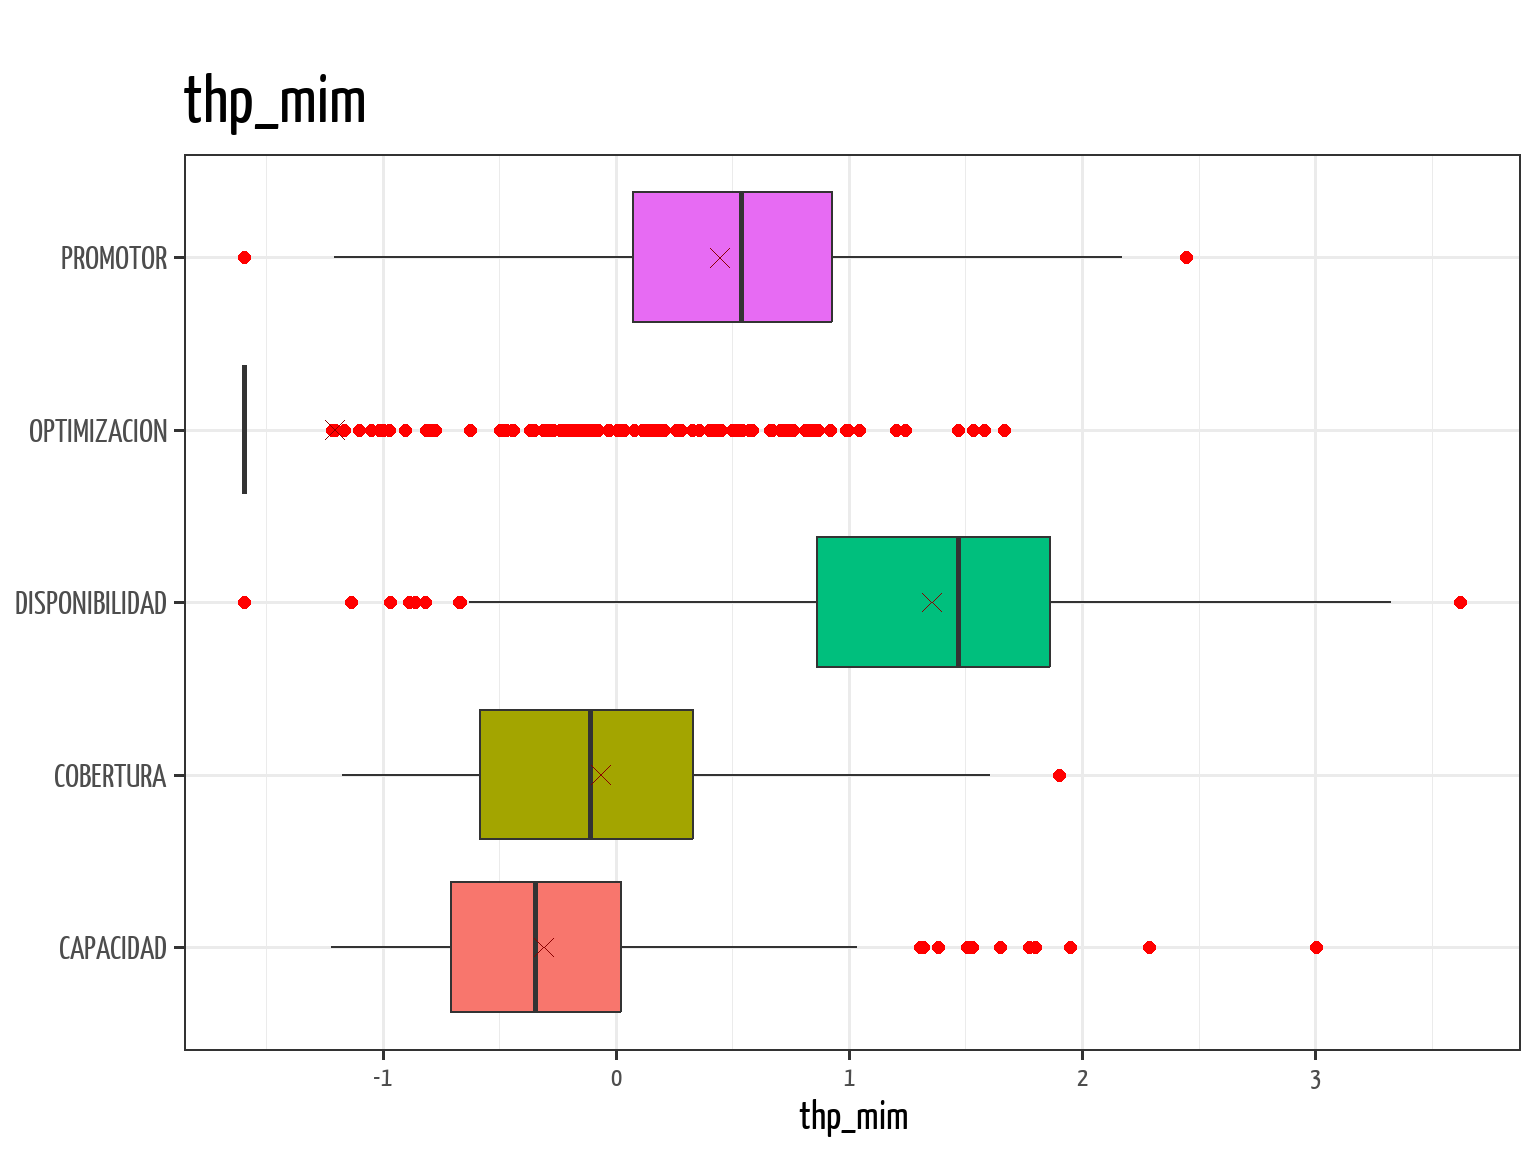 thp_mim
PROMOTOR
OPTIMIZACION
DISPONIBILIDAD
COBERTURA
CAPACIDAD
-1 0 1 2 3
thp_mim